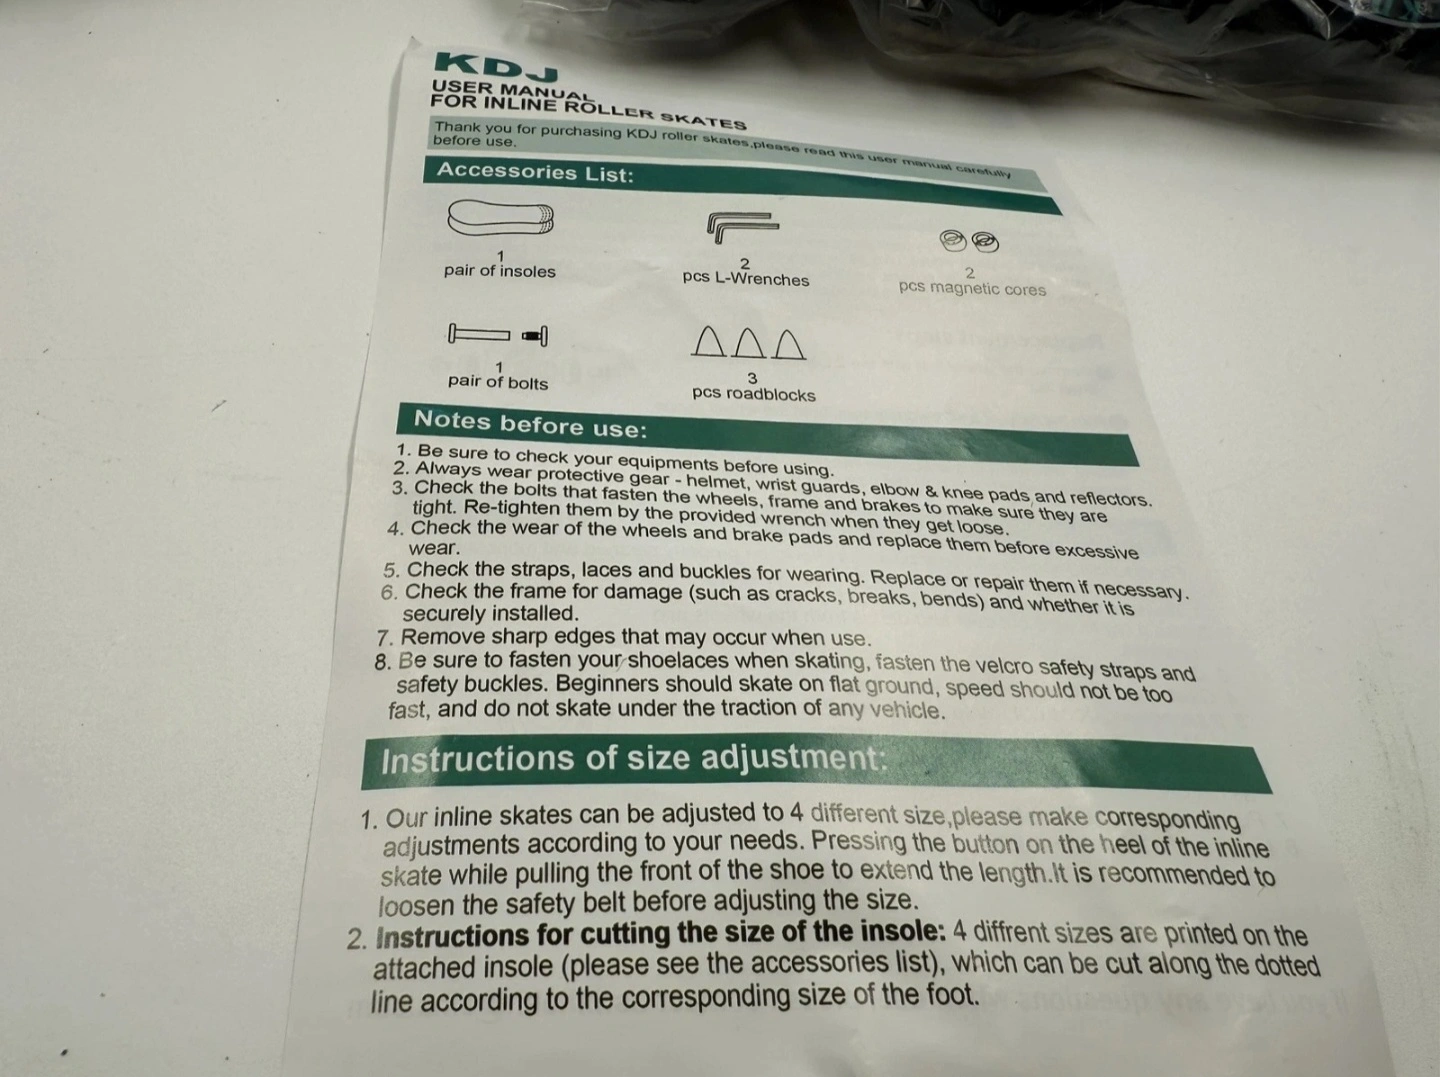 KDJ
USER MANUAL
FOR INLINE ROLLER SKATES
Thank you for purchasing KDJ roller skates,please read this user manual carefully
before use.
Accessories List:
1
pair of insoles
2
pcs L-Wrenches
2
pcs magnetic cores
1
pair of bolts
3
pcs roadblocks
Notes before use:
1. Be sure to check your equipments before using.
2. Always wear protective gear - helmet, wrist guards, elbow & knee pads and reflectors.
3. Check the bolts that fasten the wheels, frame and brakes to make sure they are
tight. Re-tighten them by the provided wrench when they get loose.
4. Check the wear of the wheels and brake pads and replace them before excessive
wear.
5. Check the straps, laces and buckles for wearing. Replace or repair them if necessary.
6. Check the frame for damage (such as cracks, breaks, bends) and whether it is
securely installed.
7. Remove sharp edges that may occur when use.
8. Be sure to fasten your shoelaces when skating, fasten the velcro safety straps and
safety buckles. Beginners should skate on flat ground, speed should not be too
fast, and do not skate under the traction of any vehicle.
Instructions of size adjustment:
1. Our inline skates can be adjusted to 4 different size,please make corresponding
adjustments according to your needs. Pressing the button on the heel of the inline
skate while pulling the front of the shoe to extend the length.It is recommended to
loosen the safety belt before adjusting the size.
2. Instructions for cutting the size of the insole: 4 diffrent sizes are printed on the
attached insole (please see the accessories list), which can be cut along the dotted
line according to the corresponding size of the foot.